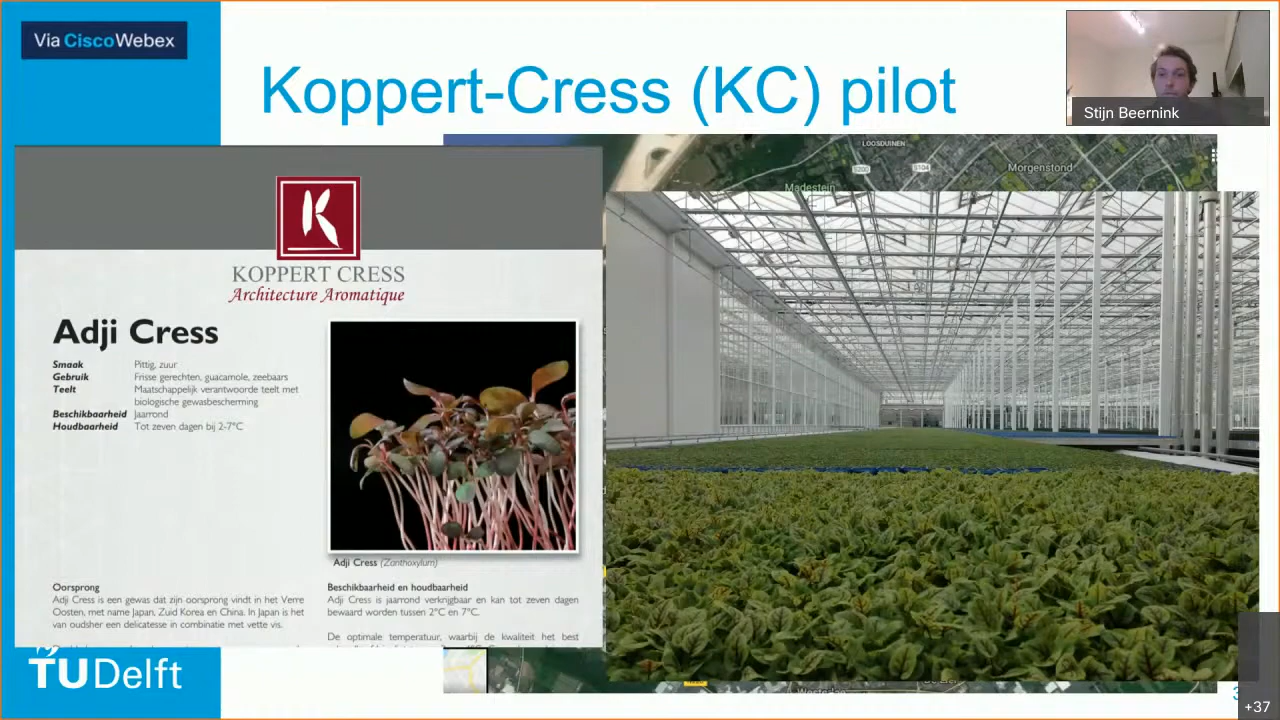 Via Cisco Webex
Koppert-Cress (KC) pilot
Stijn Beernink
LOOSDUINEN
Morgenstond
Madestein
K
KOPPERT CRESS
Architecture Aromatique
Adji Cress
Smaak Pittig, zuur
Gebruik Frisse gerechten, guacamole, zeebaars
Teelt Maatschappelijk verantwoorde teelt met
biologische gewasbescherming
Beschikbaarheid Jaarrond
Houdbaarheid Tot zeven dagen bij 2-7°C
Adji Cress (Zanthoxylum)
Oorsprong
Adji Cress is een gewas dat zijn oorsprong vindt in het Verre
Oosten, met name Japan, Zuid Korea en China. In Japan is het
van oudsher een delicatesse in combinatie met vette vis.
Beschikbaarheid en houdbaarheid
Adji Cress is jaarrond verkrijgbaar en kan tot zeven dagen
bewaard worden tussen 2°C en 7°C.
De optimale temperatuur, waarbij de kwaliteit het best
TU Delft
+37